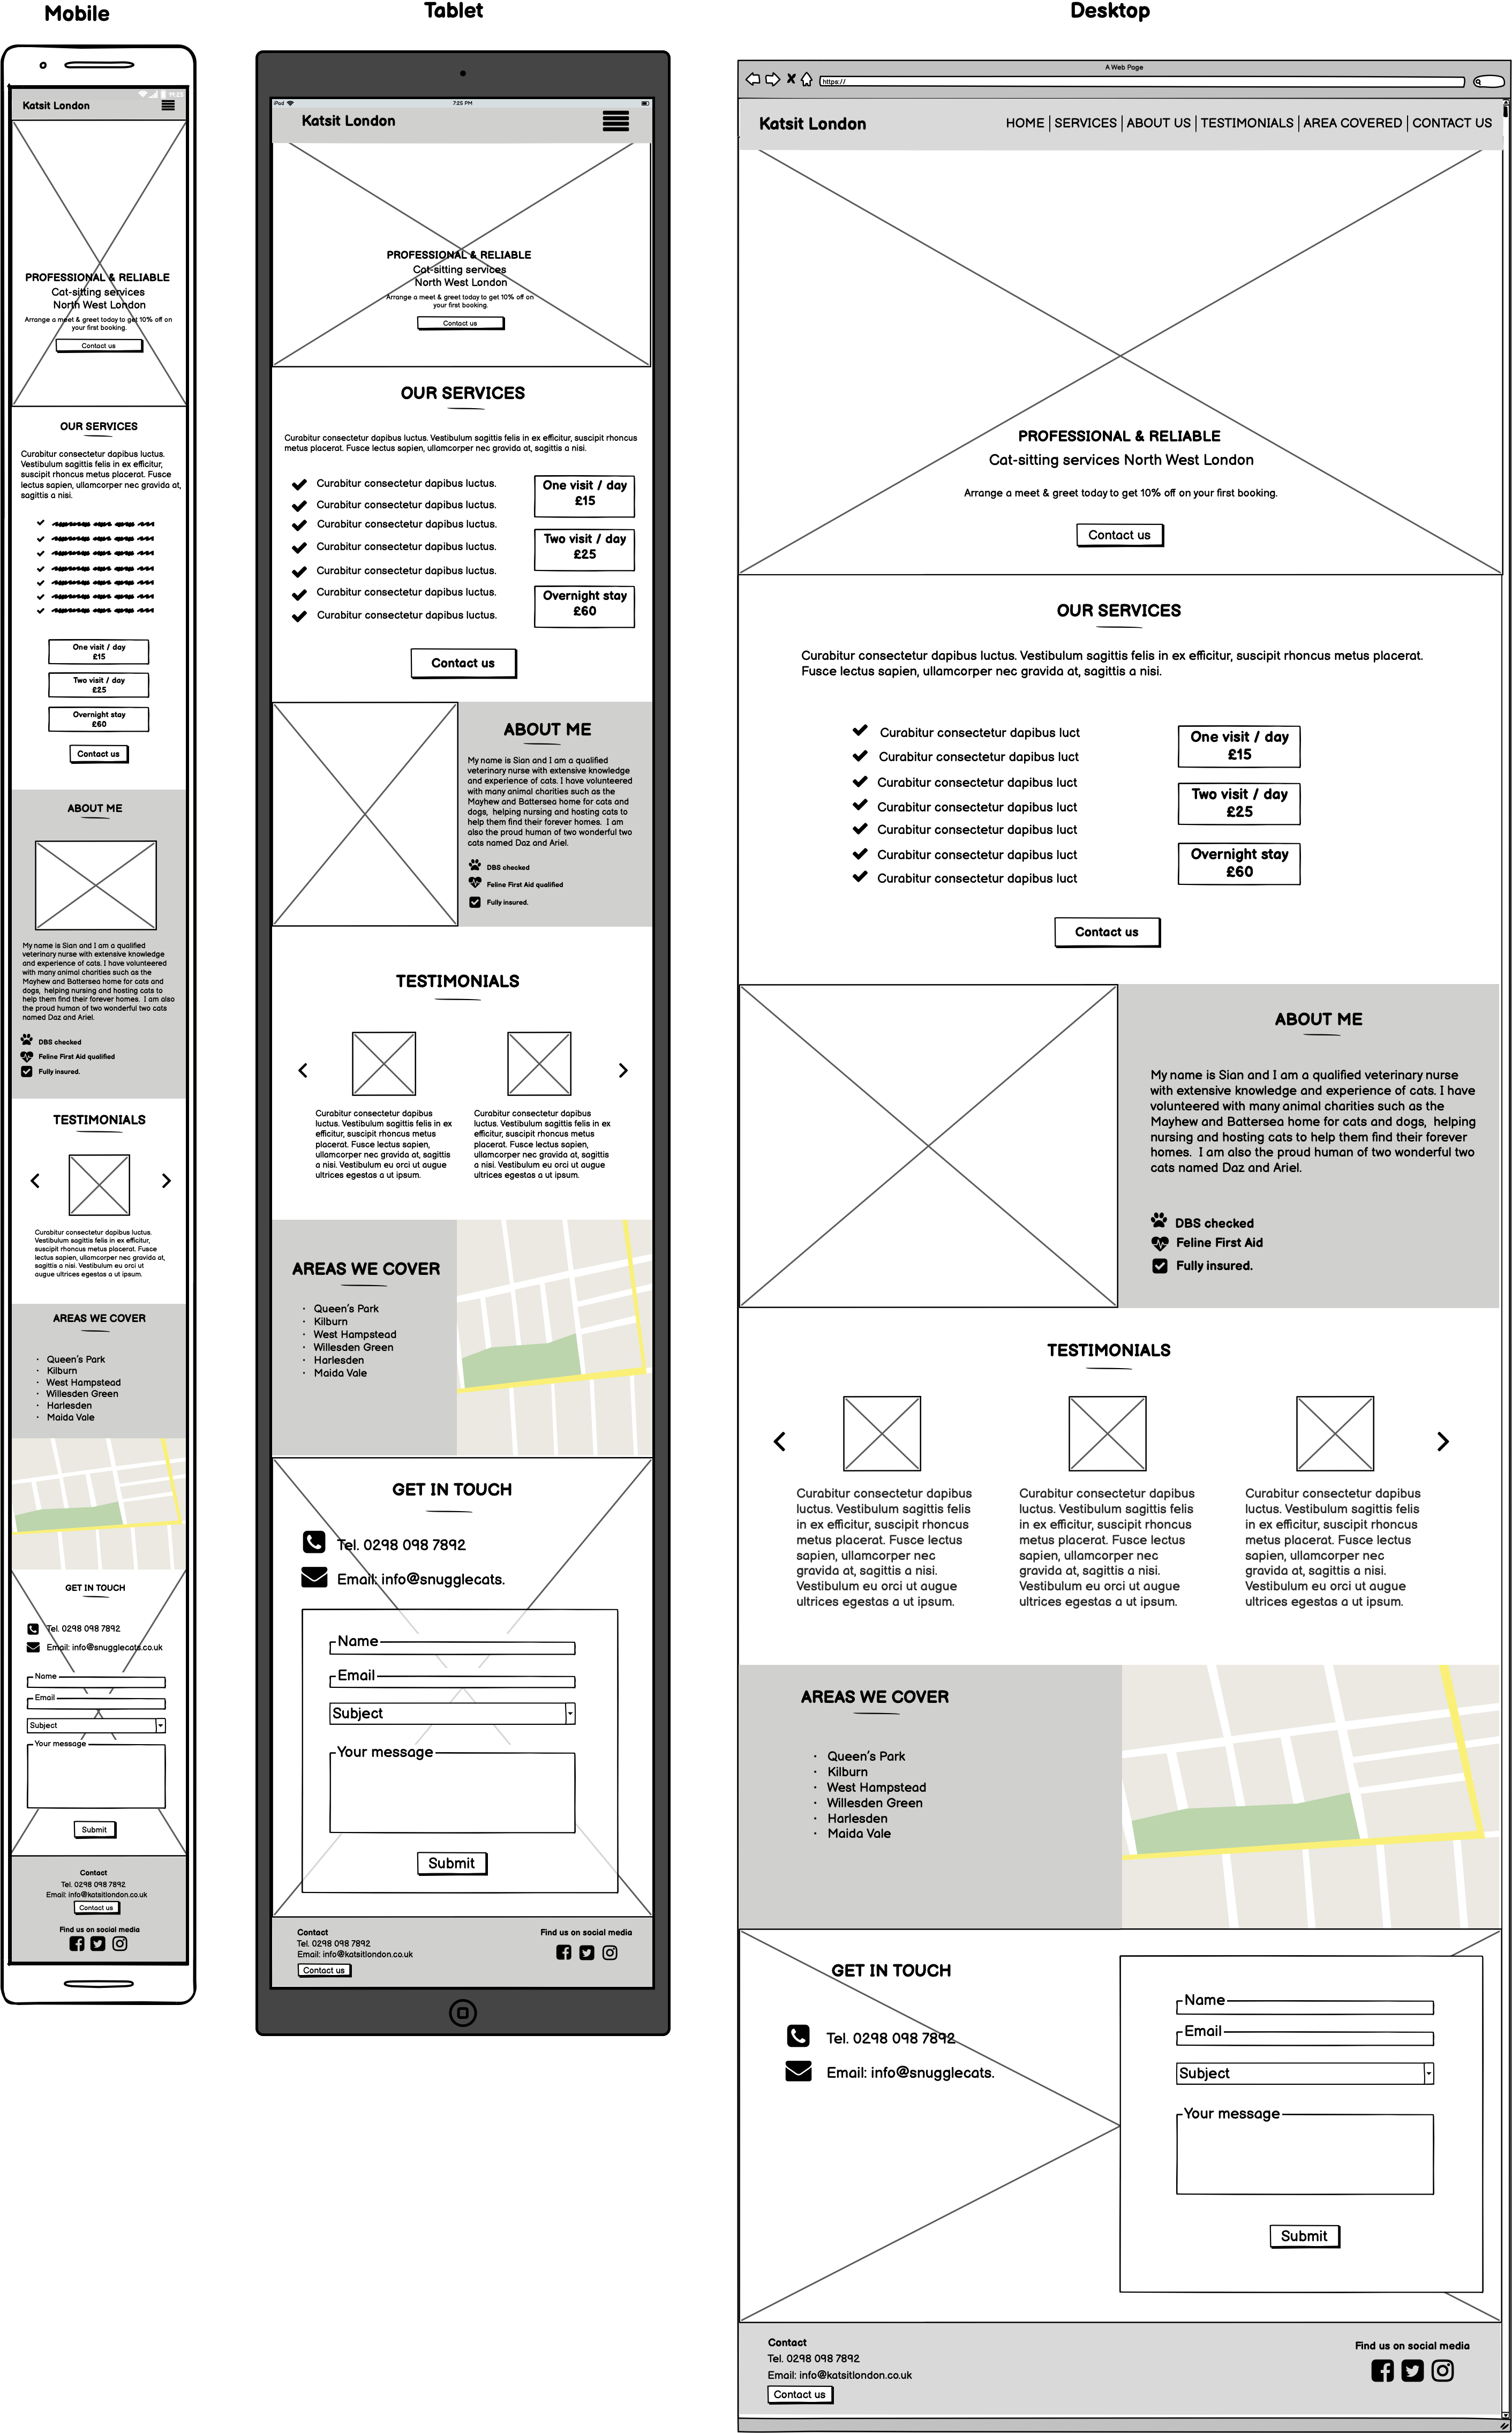 Mobile
19:23
Katsit London
PROFESSIONAL & RELIABLE
Cat-sitting services
North West London
Arrange a meet & greet today to get 10% off on
your first booking.
Contact us
OUR SERVICES
Curabitur consectetur dapibus luctus.
Vestibulum sagittis felis in ex efficitur,
suscipit rhoncus metus placerat. Fusce
lectus sapien, ullamcorper nec gravida at,
sagittis a nisi.
One visit / day
£15
Two visit / day
£25
Overnight stay
£60
Contact us
ABOUT ME
My name is Sian and I am a qualified
veterinary nurse with extensive knowledge
and experience of cats. I have volunteered
with many animal charities such as the
Mayhew and Battersea home for cats and
dogs, helping nursing and hosting cats to
help them find their forever homes. I am also
the proud human of two wonderful two cats
named Daz and Ariel.
DBS checked
Feline First Aid qualified
Fully insured.
TESTIMONIALS
Curabitur consectetur dapibus luctus.
Vestibulum sagittis felis in ex efficitur,
suscipit rhoncus metus placerat. Fusce
lectus sapien, ullamcorper nec gravida at,
sagittis a nisi. Vestibulum eu orci ut
augue ultrices egestas a ut ipsum.
AREAS WE COVER
• Queen's Park
• Kilburn
• West Hampstead
• Willesden Green
• Harlesden
• Maida Vale
GET IN TOUCH
Tel. 0298 098 7892
Email: info@snugglecats.co.uk
Name
Email
Subject
Your message
Submit
Contact
Tel. 0298 098 7892
Email: info@katsitlondon.co.uk
Contact us
Find us on social media
Tablet
iPod
7:25 PM
Katsit London
PROFESSIONAL & RELIABLE
Cat-sitting services
North West London
Arrange a meet & greet today to get 10% off on
your first booking.
Contact us
OUR SERVICES
Curabitur consectetur dapibus luctus. Vestibulum sagittis felis in ex efficitur, suscipit rhoncus
metus placerat. Fusce lectus sapien, ullamcorper nec gravida at, sagittis a nisi.
Curabitur consectetur dapibus luctus.
Curabitur consectetur dapibus luctus.
Curabitur consectetur dapibus luctus.
Curabitur consectetur dapibus luctus.
Curabitur consectetur dapibus luctus.
Curabitur consectetur dapibus luctus.
Curabitur consectetur dapibus luctus.
One visit / day
£15
Two visit / day
£25
Overnight stay
£60
Contact us
ABOUT ME
My name is Sian and I am a qualified
veterinary nurse with extensive knowledge
and experience of cats. I have volunteered
with many animal charities such as the
Mayhew and Battersea home for cats and
dogs, helping nursing and hosting cats to
help them find their forever homes. I am
also the proud human of two wonderful two
cats named Daz and Ariel.
DBS checked
Feline First Aid qualified
Fully insured.
TESTIMONIALS
Curabitur consectetur dapibus
luctus. Vestibulum sagittis felis in ex
efficitur, suscipit rhoncus metus
placerat. Fusce lectus sapien,
ullamcorper nec gravida at, sagittis
a nisi. Vestibulum eu orci ut augue
ultrices egestas a ut ipsum.
Curabitur consectetur dapibus
luctus. Vestibulum sagittis felis in ex
efficitur, suscipit rhoncus metus
placerat. Fusce lectus sapien,
ullamcorper nec gravida at, sagittis
a nisi. Vestibulum eu orci ut augue
ultrices egestas a ut ipsum.
AREAS WE COVER
• Queen's Park
• Kilburn
• West Hampstead
• Willesden Green
• Harlesden
• Maida Vale
GET IN TOUCH
Tel. 0298 098 7892
Email: info@snugglecats.
Name
Email
Subject
Your message
Submit
Contact
Tel. 0298 098 7892
Email: info@katsitlondon.co.uk
Contact us
Find us on social media
Desktop
A Web Page
https://
Katsit London
HOME | SERVICES | ABOUT US | TESTIMONIALS | AREA COVERED | CONTACT US
PROFESSIONAL & RELIABLE
Cat-sitting services North West London
Arrange a meet & greet today to get 10% off on your first booking.
Contact us
OUR SERVICES
Curabitur consectetur dapibus luctus. Vestibulum sagittis felis in ex efficitur, suscipit rhoncus metus placerat.
Fusce lectus sapien, ullamcorper nec gravida at, sagittis a nisi.
Curabitur consectetur dapibus luct
Curabitur consectetur dapibus luct
Curabitur consectetur dapibus luct
Curabitur consectetur dapibus luct
Curabitur consectetur dapibus luct
Curabitur consectetur dapibus luct
Curabitur consectetur dapibus luct
One visit / day
£15
Two visit / day
£25
Overnight stay
£60
Contact us
ABOUT ME
My name is Sian and I am a qualified veterinary nurse
with extensive knowledge and experience of cats. I have
volunteered with many animal charities such as the
Mayhew and Battersea home for cats and dogs, helping
nursing and hosting cats to help them find their forever
homes. I am also the proud human of two wonderful two
cats named Daz and Ariel.
DBS checked
Feline First Aid
Fully insured.
TESTIMONIALS
Curabitur consectetur dapibus
luctus. Vestibulum sagittis felis
in ex efficitur, suscipit rhoncus
metus placerat. Fusce lectus
sapien, ullamcorper nec
gravida at, sagittis a nisi.
Vestibulum eu orci ut augue
ultrices egestas a ut ipsum.
Curabitur consectetur dapibus
luctus. Vestibulum sagittis felis
in ex efficitur, suscipit rhoncus
metus placerat. Fusce lectus
sapien, ullamcorper nec
gravida at, sagittis a nisi.
Vestibulum eu orci ut augue
ultrices egestas a ut ipsum.
Curabitur consectetur dapibus
luctus. Vestibulum sagittis felis
in ex efficitur, suscipit rhoncus
metus placerat. Fusce lectus
sapien, ullamcorper nec
gravida at, sagittis a nisi.
Vestibulum eu orci ut augue
ultrices egestas a ut ipsum.
AREAS WE COVER
• Queen's Park
• Kilburn
• West Hampstead
• Willesden Green
• Harlesden
• Maida Vale
GET IN TOUCH
Tel. 0298 098 7892
Email: info@snugglecats.
Name
Email
Subject
Your message
Submit
Contact
Tel. 0298 098 7892
Email: info@katsitlondon.co.uk
Contact us
Find us on social media